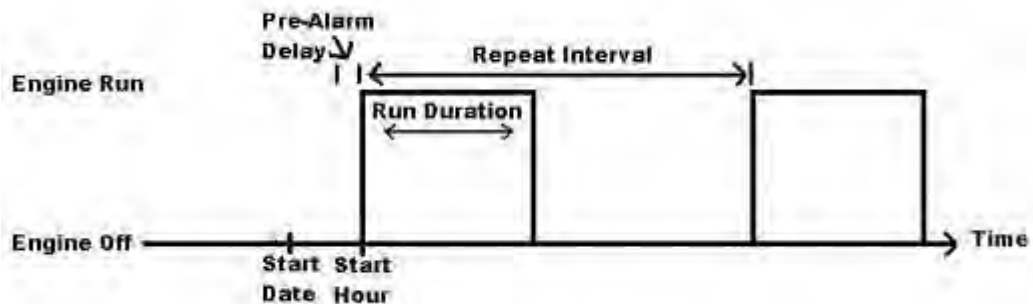 Pre-Alarm
Delay
Repeat Interval
Engine Run
Run Duration
Engine Off
Time
Start Start
Date Hour